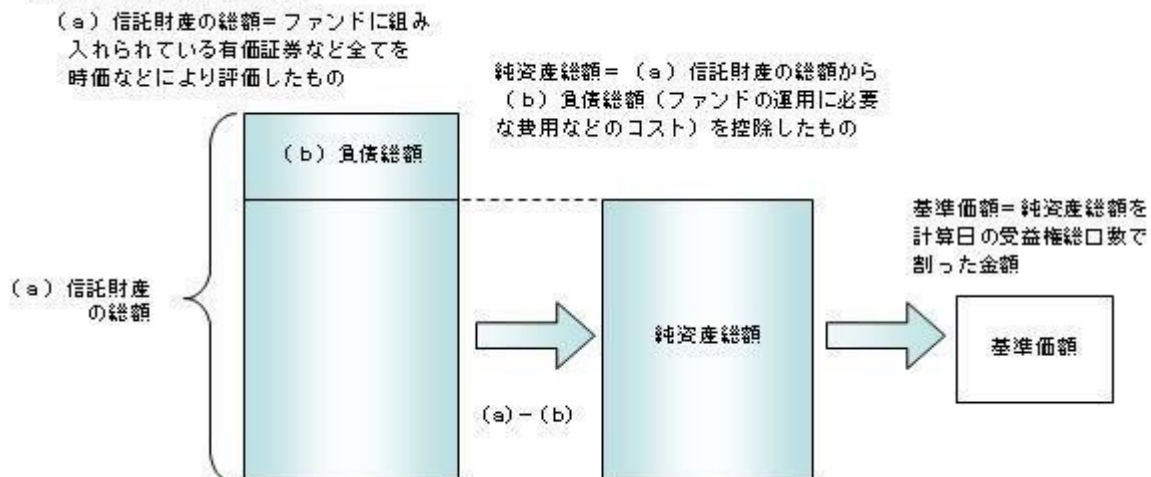 （a）信託財産の総額=ファンドに組み
入れられている有価証券など全てを
時価などにより評価したもの
純資産総額=（a）信託財産の総額から
（b）負債総額（ファンドの運用に必要
な費用などのコスト）を控除したもの
（b）負債総額
基準価額=純資産総額を
計算日の受益権総口数で
割った金額
（a）信託財産
の総額
純資産総額
基準価額
(a)－(b)